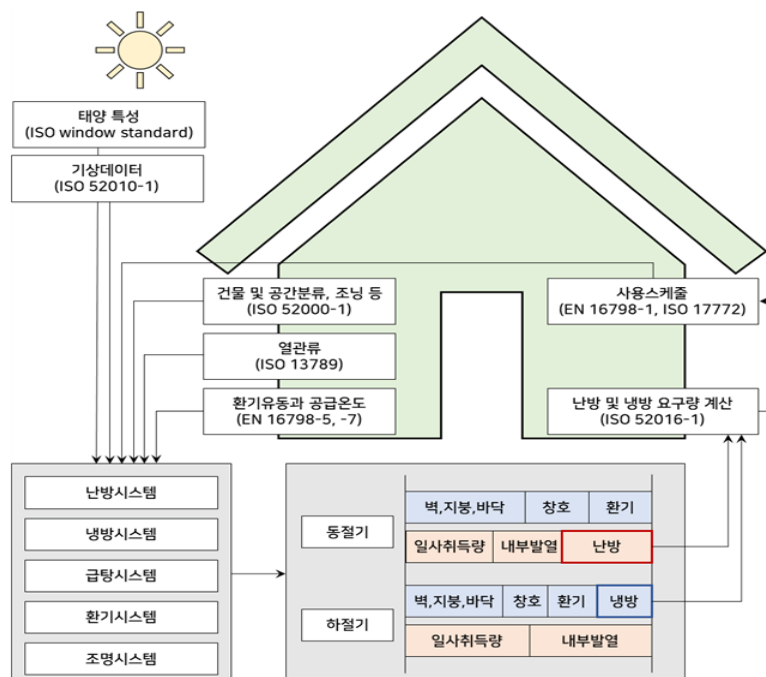 태양 특성
(ISO window standard)
기상데이터
(ISO 52010-1)
건물 및 공간분류, 조닝 등
(ISO 52000-1)
사용스케줄
(EN 16798-1, ISO 17772)
열관류
(ISO 13789)
환기유동과 공급온도
(EN 16798-5, -7)
난방 및 냉방 요구량 계산
(ISO 52016-1)
난방시스템
냉방시스템
급탕시스템
환기시스템
조명시스템
동절기
벽,지붕,바닥 창호 환기
일사취득량 내부발열 난방
하절기
벽,지붕,바닥 창호 환기 냉방
일사취득량 내부발열